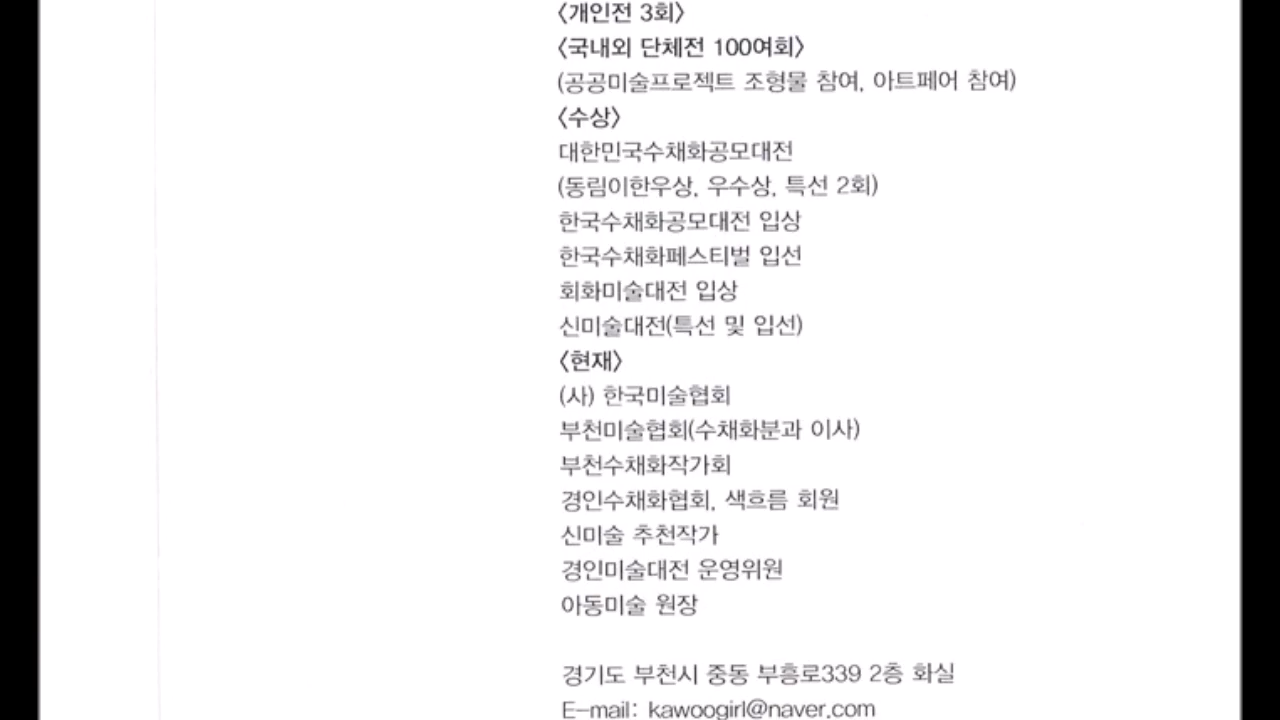 〈개인전 3회〉
〈국내외 단체전 100여회〉
(공공미술프로젝트 조형물 참여, 아트페어 참여)
〈수상〉
대한민국수채화공모대전
(동림이한우상, 우수상, 특선 2회)
한국수채화공모대전 입상
한국수채화페스티벌 입선
회화미술대전 입상
신미술대전(특선 및 입선)
〈현재〉
(사) 한국미술협회
부천미술협회(수채화분과 이사)
부천수채화작가회
경인수채화협회, 색흐름 회원
신미술 추천작가
경인미술대전 운영위원
아동미술 원장
경기도 부천시 중동 부흥로339 2층 화실
E-mail: kawoogirl@naver.com